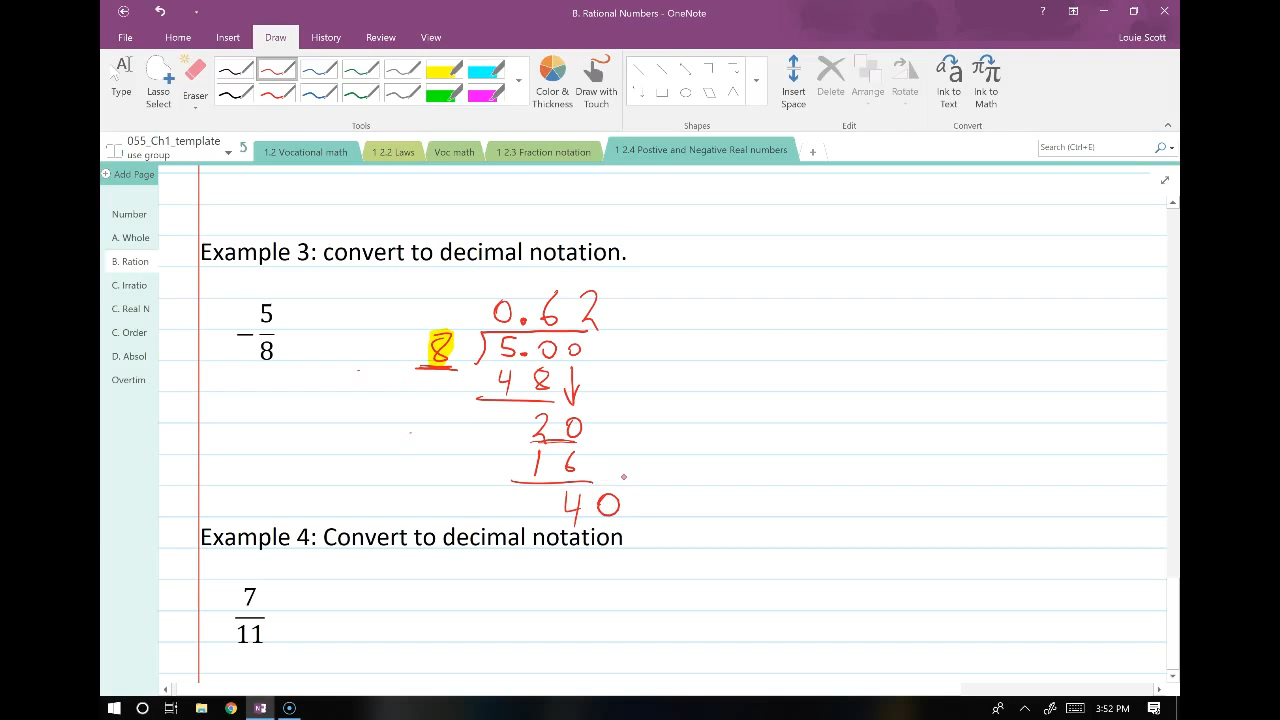 B. Rational Numbers - OneNote
?
File Home Insert Draw History Review View
Louie Scott
Type
Lasso Select
Eraser
Color & Thickness
Draw with Touch
Insert Space
Delete
Arrange
Rotate
Ink to Text
Ink to Math
Tools
Shapes
Edit
Convert
055_Ch1_template
use group
1.2 Vocational math
1 2.2 Laws
Voc math
1 2.3 Fraction notation
1 2.4 Postive and Negative Real numbers
Search (Ctrl+E)
Add Page
Number
A. Whole
B. Ration
C. Irratio
C. Real N
C. Order
D. Absol
Overtim
Example 3: convert to decimal notation.
− 5/8
0.62
8 ) 5.00
48 ↓
20
16
40
Example 4: Convert to decimal notation
7/11
3:52 PM